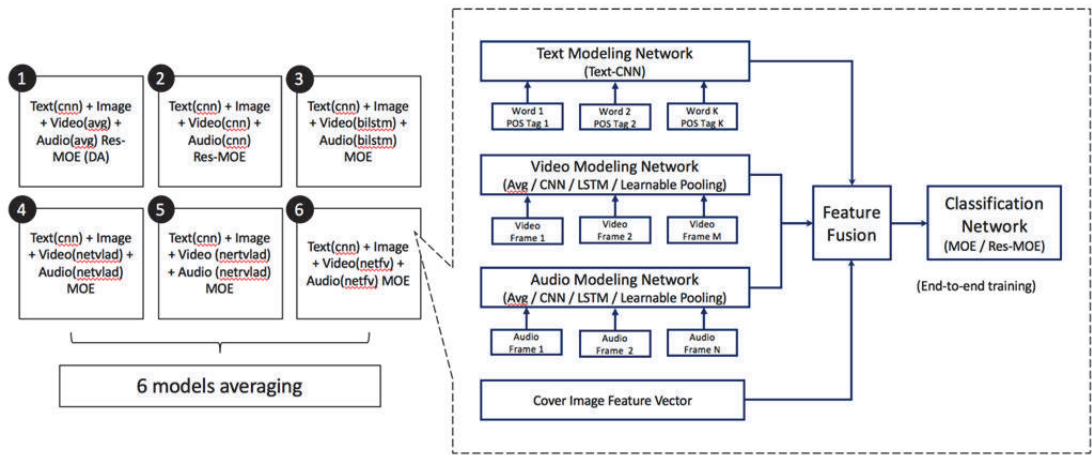 1
Text(cnn) + Image
+ Video(avg) +
Audio(avg) Res-
MOE (DA)
2
Text(cnn) + Image
+ Video(cnn) +
Audio(cnn)
Res-MOE
3
Text(cnn) + Image
+ Video(bilstm) +
Audio(bilstm)
MOE
4
Text(cnn) + Image
+ Video(netvlad) +
Audio(netvlad)
MOE
5
Text(cnn) + Image
+ Video (nertvlad)
+ Audio (netrvlad)
MOE
6
Text(cnn) + Image
+ Video(netfv) +
Audio(netfv) MOE
6 models averaging
Text Modeling Network
(Text-CNN)
Word 1
POS Tag 1
Word 2
POS Tag 2
Word K
POS Tag K
Video Modeling Network
(Avg / CNN / LSTM / Learnable Pooling)
Video
Frame 1
Video
Frame 2
Video
Frame M
Audio Modeling Network
(Avg / CNN / LSTM / Learnable Pooling)
Audio
Frame 1
Audio
Frame 2
Audio
Frame N
Cover Image Feature Vector
Feature
Fusion
Classification
Network
(MOE / Res-MOE)
(End-to-end training)